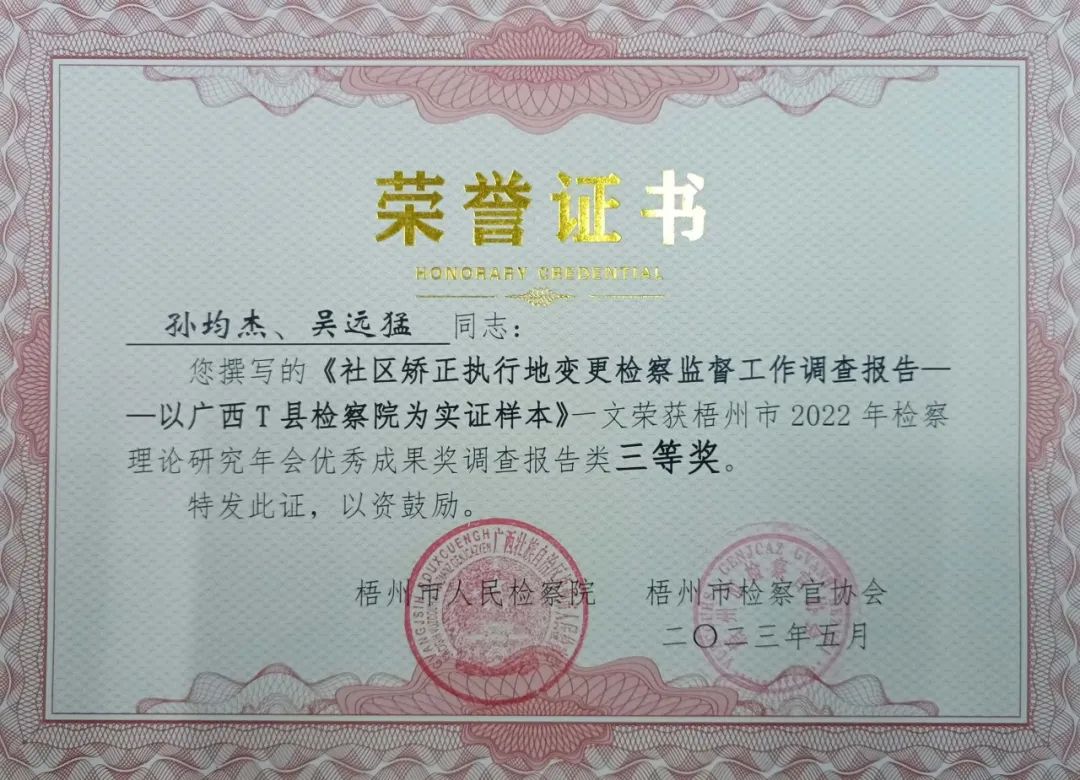 荣誉证书
HONORARY CREDENTIAL
孙均杰、吴远猛 同志：
您撰写的《社区矫正执行地变更检察监督工作调查报告—
—以广西T县检察院为实证样本》一文荣获梧州市2022年检察
理论研究年会优秀成果奖调查报告类三等奖。
特发此证，以资鼓励。
梧州市人民检察院 梧州市检察官协会
二〇二三年五月